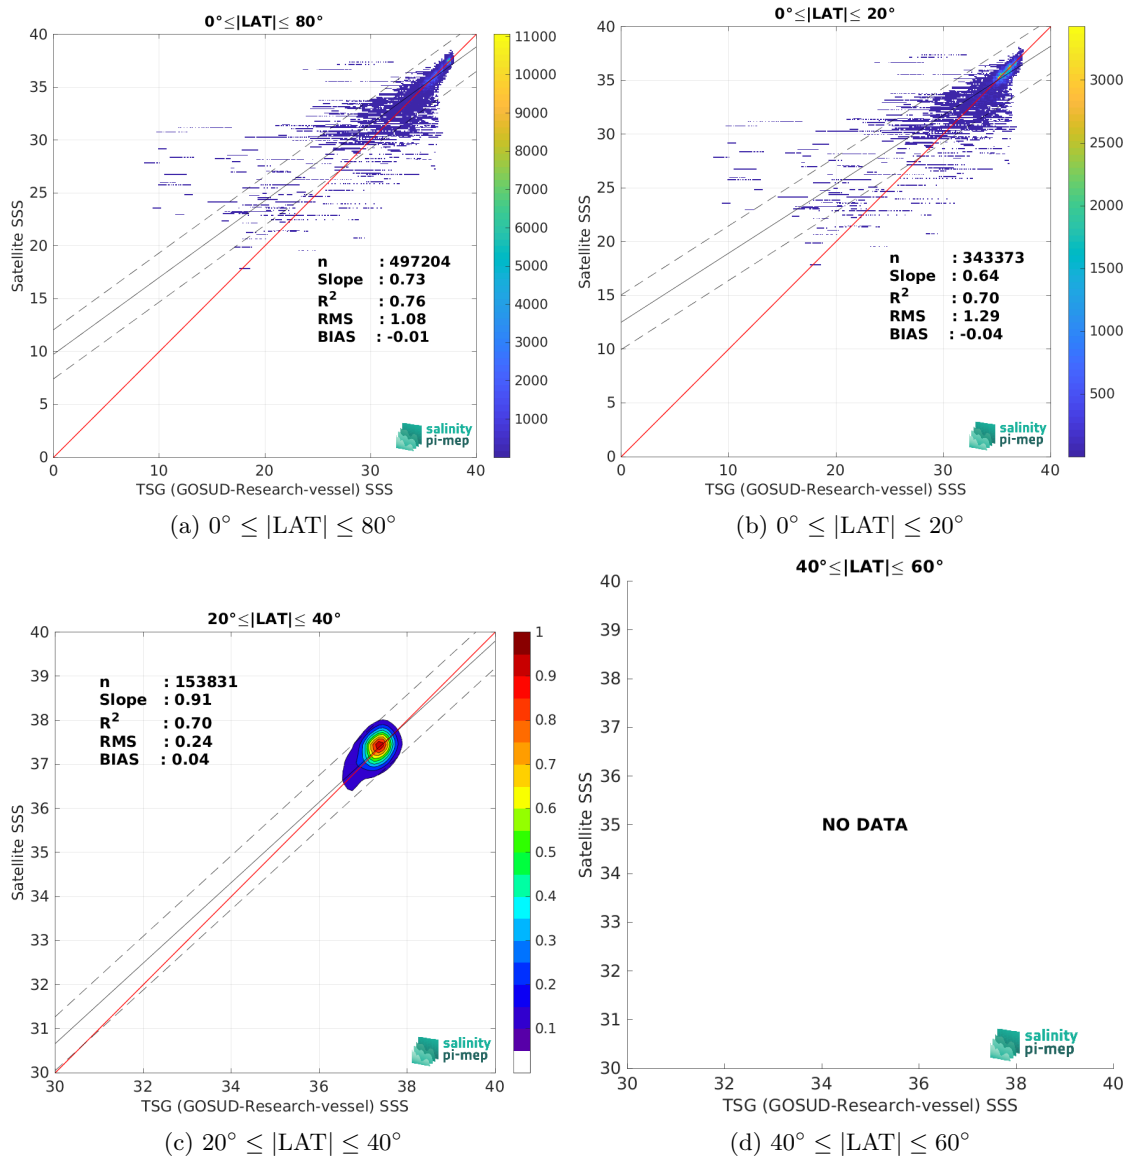 0°≤|LAT|≤ 80°
40
35
30
25
20
15
10
5
0
0
10
20
30
40
Satellite SSS
TSG (GOSUD-Research-vessel) SSS
n : 497204
Slope : 0.73
R2 : 0.76
RMS : 1.08
BIAS : -0.01
salinity
pi-mep
11000
10000
9000
8000
7000
6000
5000
4000
3000
2000
1000
(a) 0° ≤ |LAT| ≤ 80°
0°≤|LAT|≤ 20°
40
35
30
25
20
15
10
5
0
0
10
20
30
40
Satellite SSS
TSG (GOSUD-Research-vessel) SSS
n : 343373
Slope : 0.64
R2 : 0.70
RMS : 1.29
BIAS : -0.04
salinity
pi-mep
3000
2500
2000
1500
1000
500
(b) 0° ≤ |LAT| ≤ 20°
20°≤|LAT|≤ 40°
40
39
38
37
36
35
34
33
32
31
30
30
32
34
36
38
40
Satellite SSS
TSG (GOSUD-Research-vessel) SSS
n : 153831
Slope : 0.91
R2 : 0.70
RMS : 0.24
BIAS : 0.04
salinity
pi-mep
1
0.9
0.8
0.7
0.6
0.5
0.4
0.3
0.2
0.1
(c) 20° ≤ |LAT| ≤ 40°
40°≤|LAT|≤ 60°
40
39
38
37
36
35
34
33
32
31
30
30
32
34
36
38
40
Satellite SSS
TSG (GOSUD-Research-vessel) SSS
NO DATA
salinity
pi-mep
(d) 40° ≤ |LAT| ≤ 60°